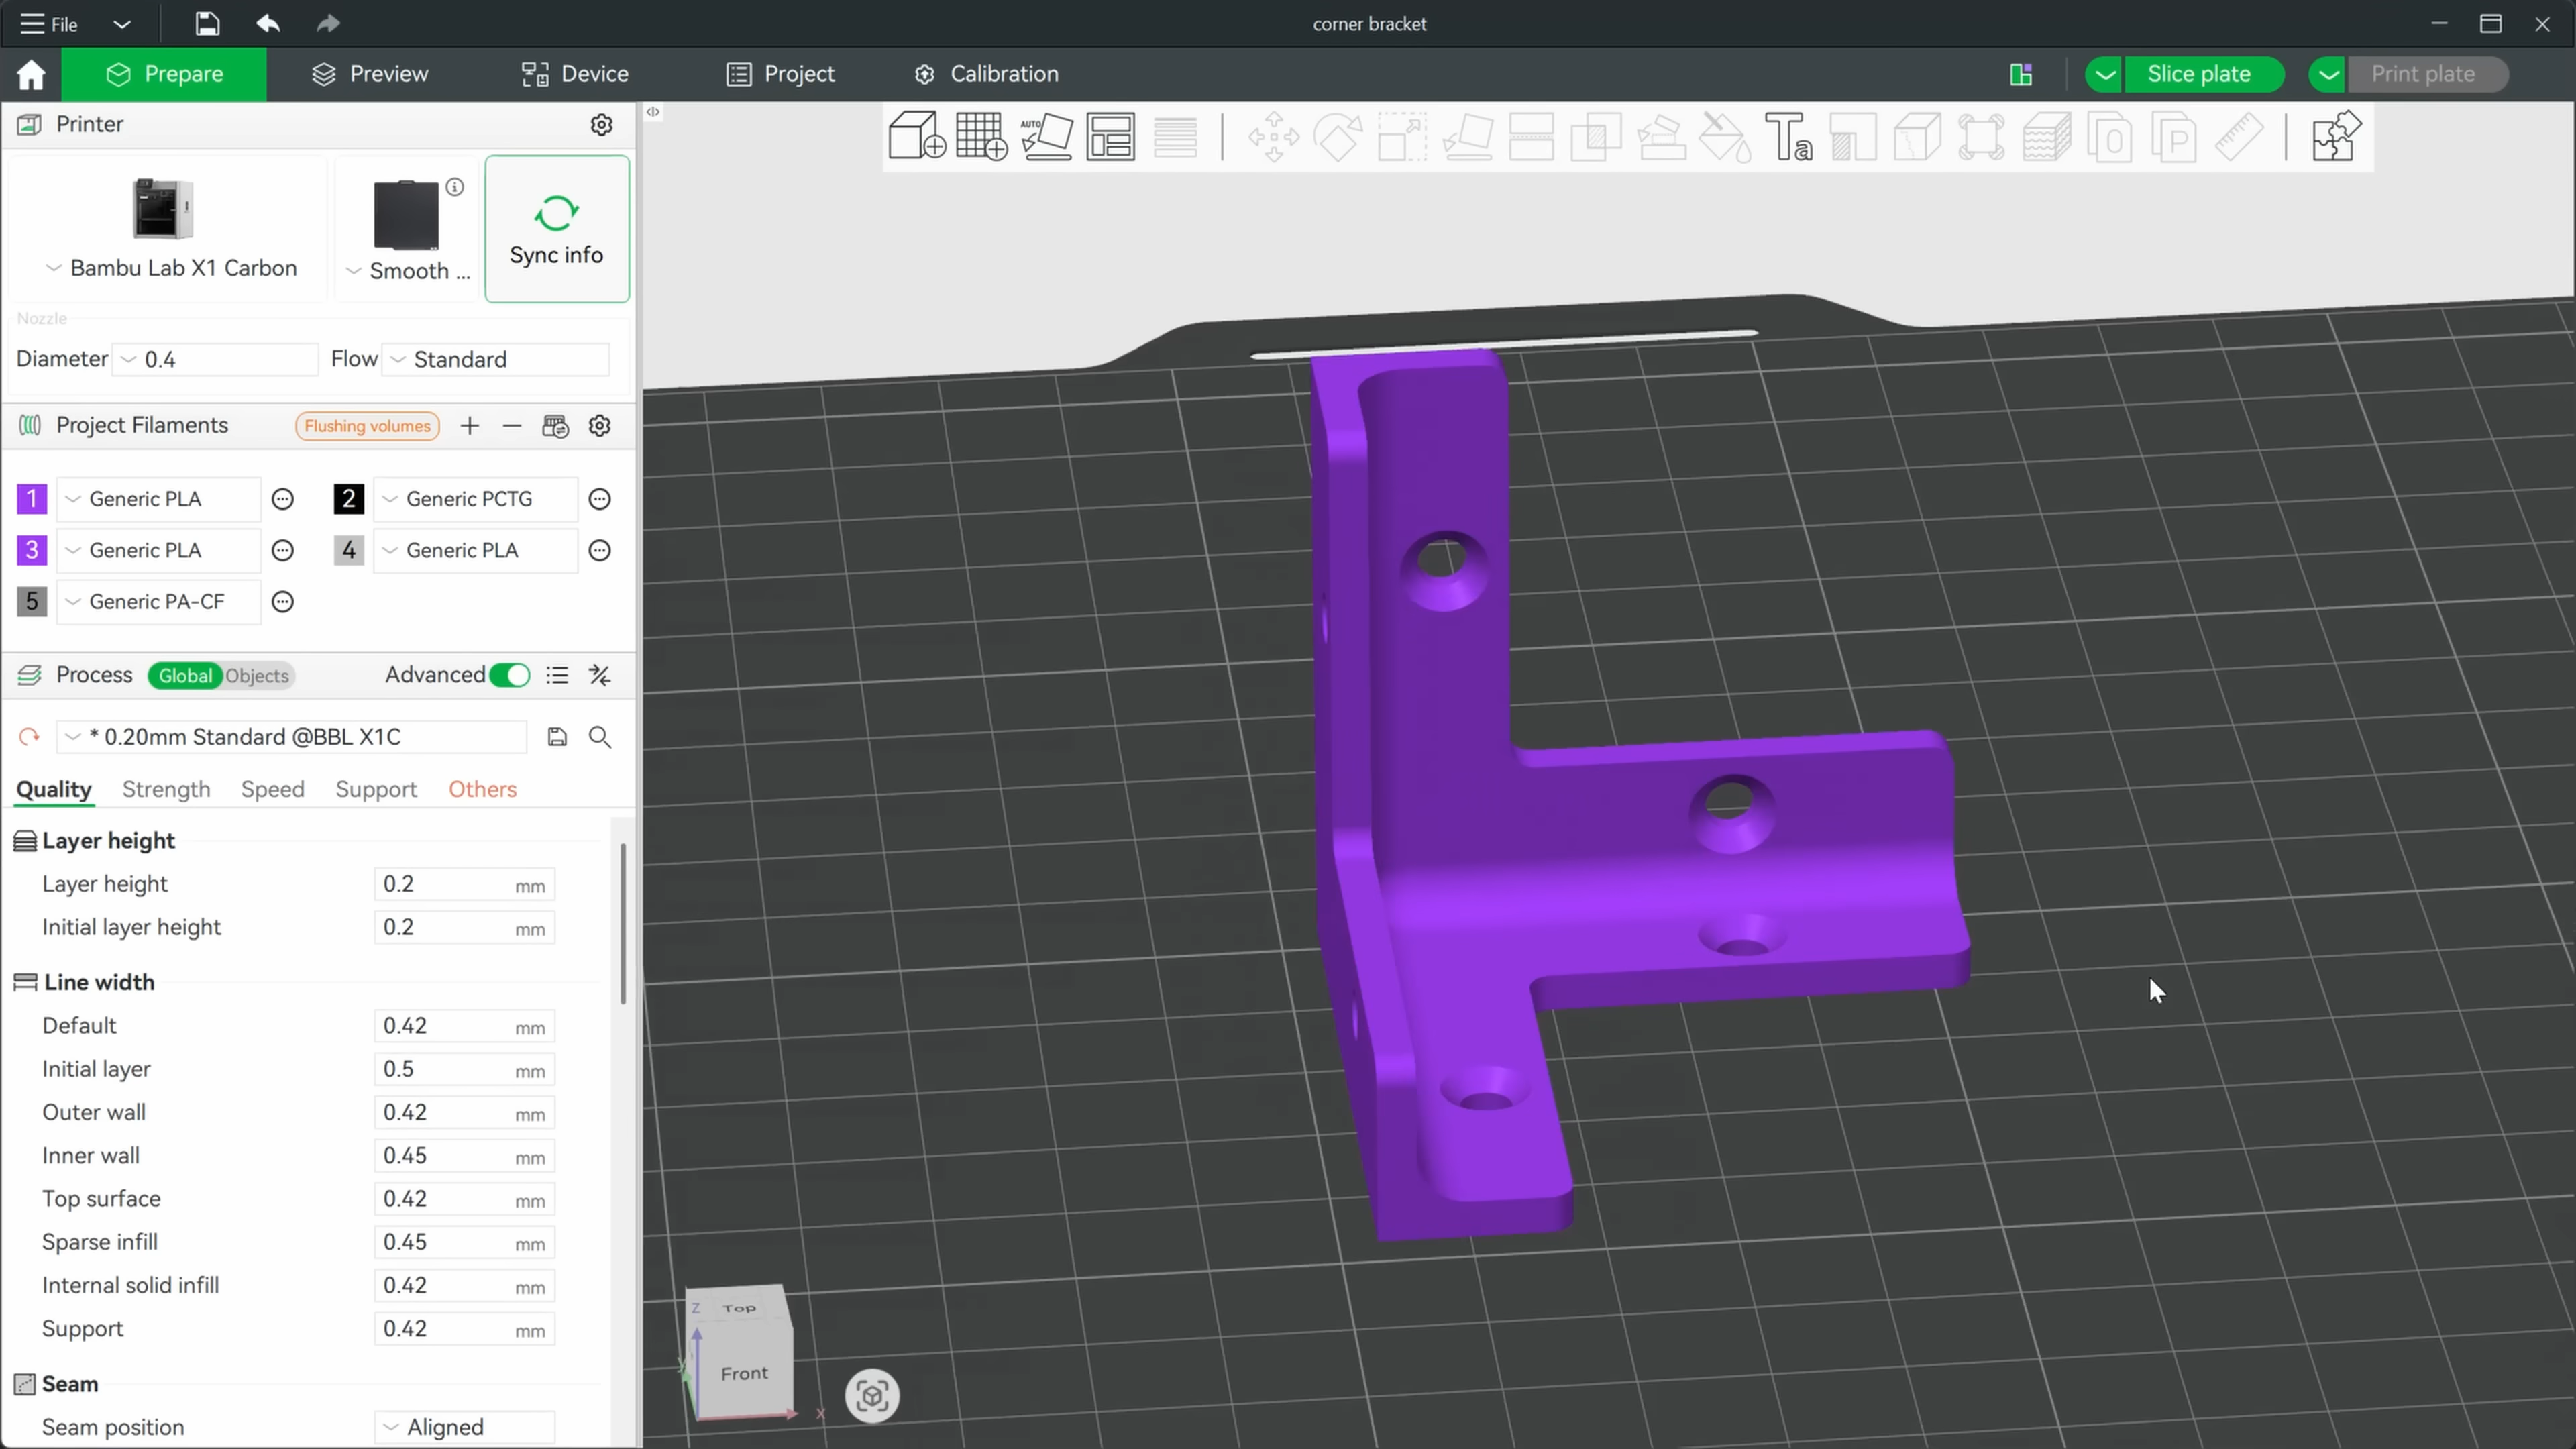 File
corner bracket
Prepare
Preview
Device
Project
Calibration
Slice plate
Print plate
Printer
AUTO
Ta
O
P
Bambu Lab X1 Carbon
Smooth ...
Sync info
Nozzle
Diameter 0.4 Flow Standard
Project Filaments Flushing volumes
1 Generic PLA 2 Generic PCTG
3 Generic PLA 4 Generic PLA
5 Generic PA-CF
Process Global Objects Advanced
* 0.20mm Standard @BBL X1C
Quality Strength Speed Support Others
Layer height
Layer height 0.2 mm
Initial layer height 0.2 mm
Line width
Default 0.42 mm
Initial layer 0.5 mm
Outer wall 0.42 mm
Inner wall 0.45 mm
Top surface 0.42 mm
Sparse infill 0.45 mm
Internal solid infill 0.42 mm
Support 0.42 mm
Seam
Seam position Aligned
Z Top
Y Front
X